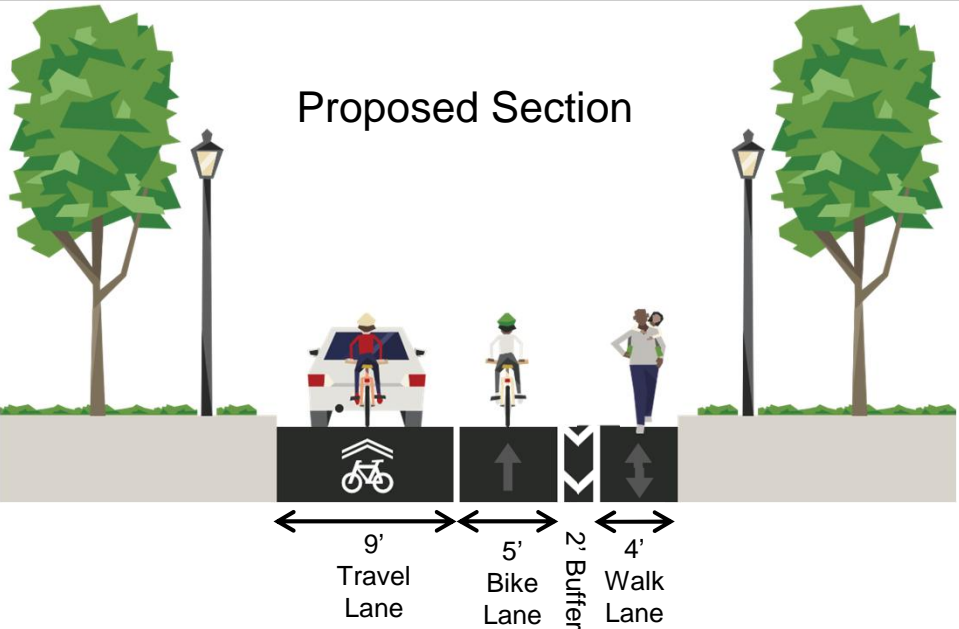 Proposed Section
9’
Travel
Lane
5’
Bike
Lane
2’ Buffer
4’
Walk
Lane